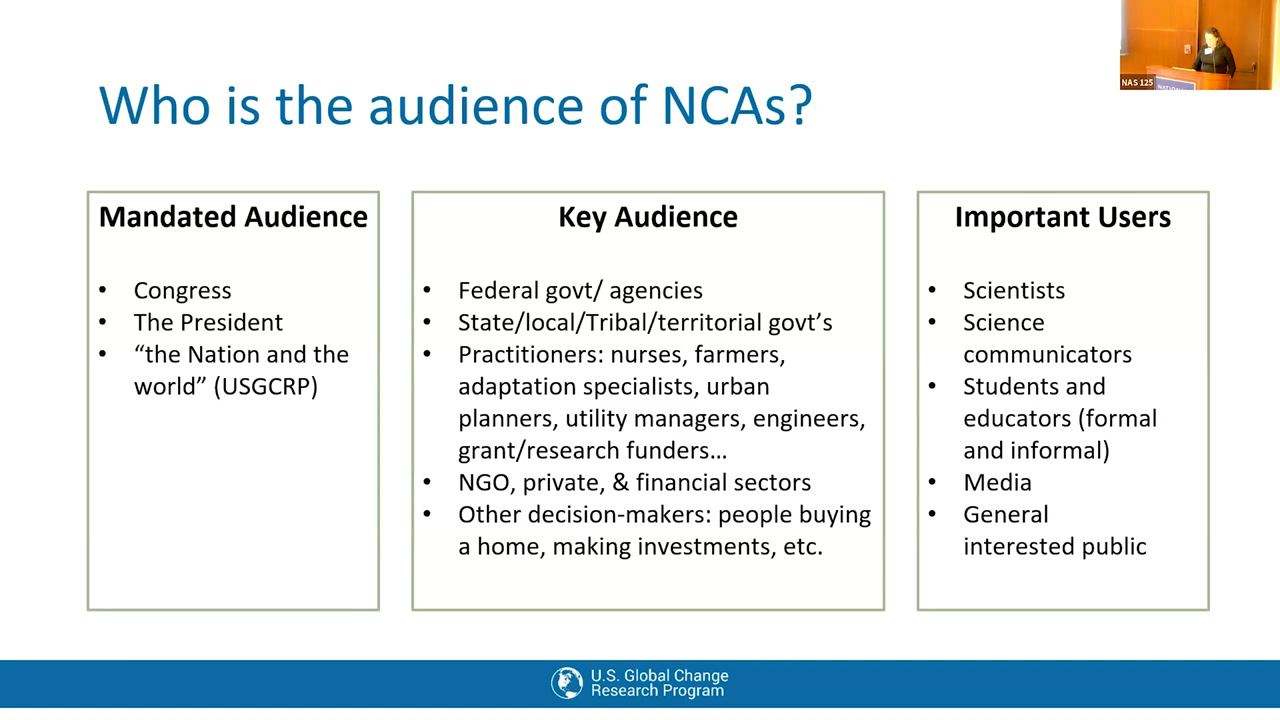 Who is the audience of NCAs?
NAS 125
NATIONAL
Mandated Audience
• Congress
• The President
• “the Nation and the
world” (USGCRP)
Key Audience
• Federal govt/ agencies
• State/local/Tribal/territorial govt’s
• Practitioners: nurses, farmers,
adaptation specialists, urban
planners, utility managers, engineers,
grant/research funders…
• NGO, private, & financial sectors
• Other decision-makers: people buying
a home, making investments, etc.
Important Users
• Scientists
• Science
communicators
• Students and
educators (formal
and informal)
• Media
• General
interested public
U.S. Global Change
Research Program